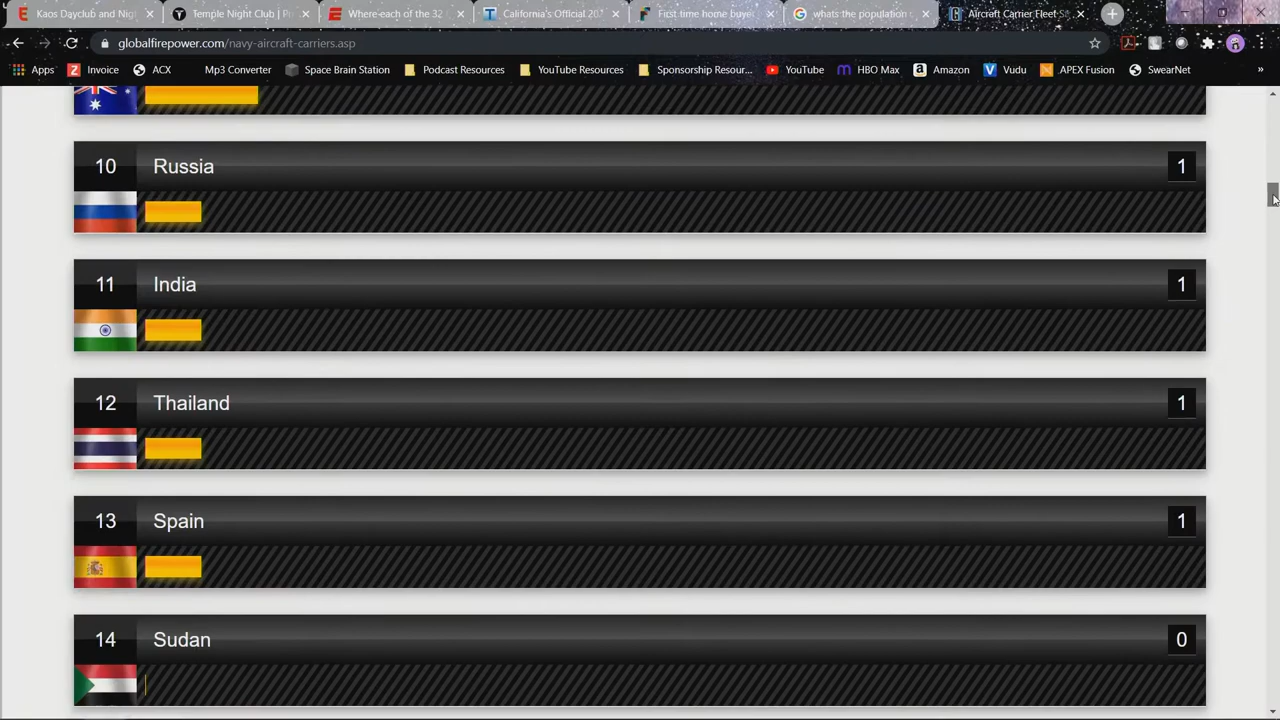 Kaos Dayclub and Nig
Temple Night Club | P
Where each of the 32
California's Official 202
First time home buyer
whats the population
Aircraft Carrier Fleet S
globalfirepower.com/navy-aircraft-carriers.asp
Apps
Invoice
ACX
Mp3 Converter
Space Brain Station
Podcast Resources
YouTube Resources
Sponsorship Resour...
YouTube
HBO Max
Amazon
Vudu
APEX Fusion
SwearNet
»
10 Russia 1
11 India 1
12 Thailand 1
13 Spain 1
14 Sudan 0